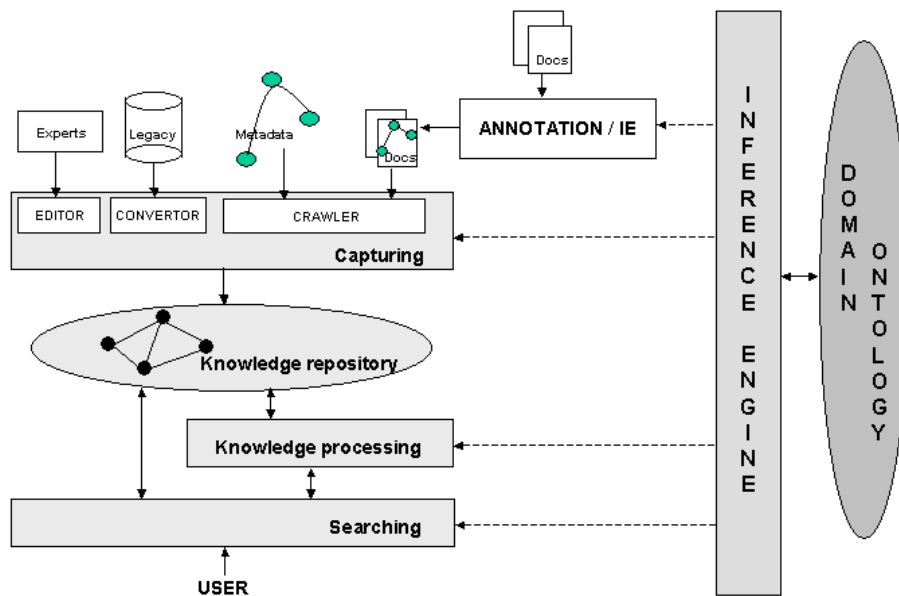 Docs
Experts
Legacy
Metadata
Docs
ANNOTATION / IE
EDITOR
CONVERTOR
CRAWLER
Capturing
Knowledge repository
Knowledge processing
Searching
USER
INFERENCE ENGINE
DOMAIN
ONTOLOGY